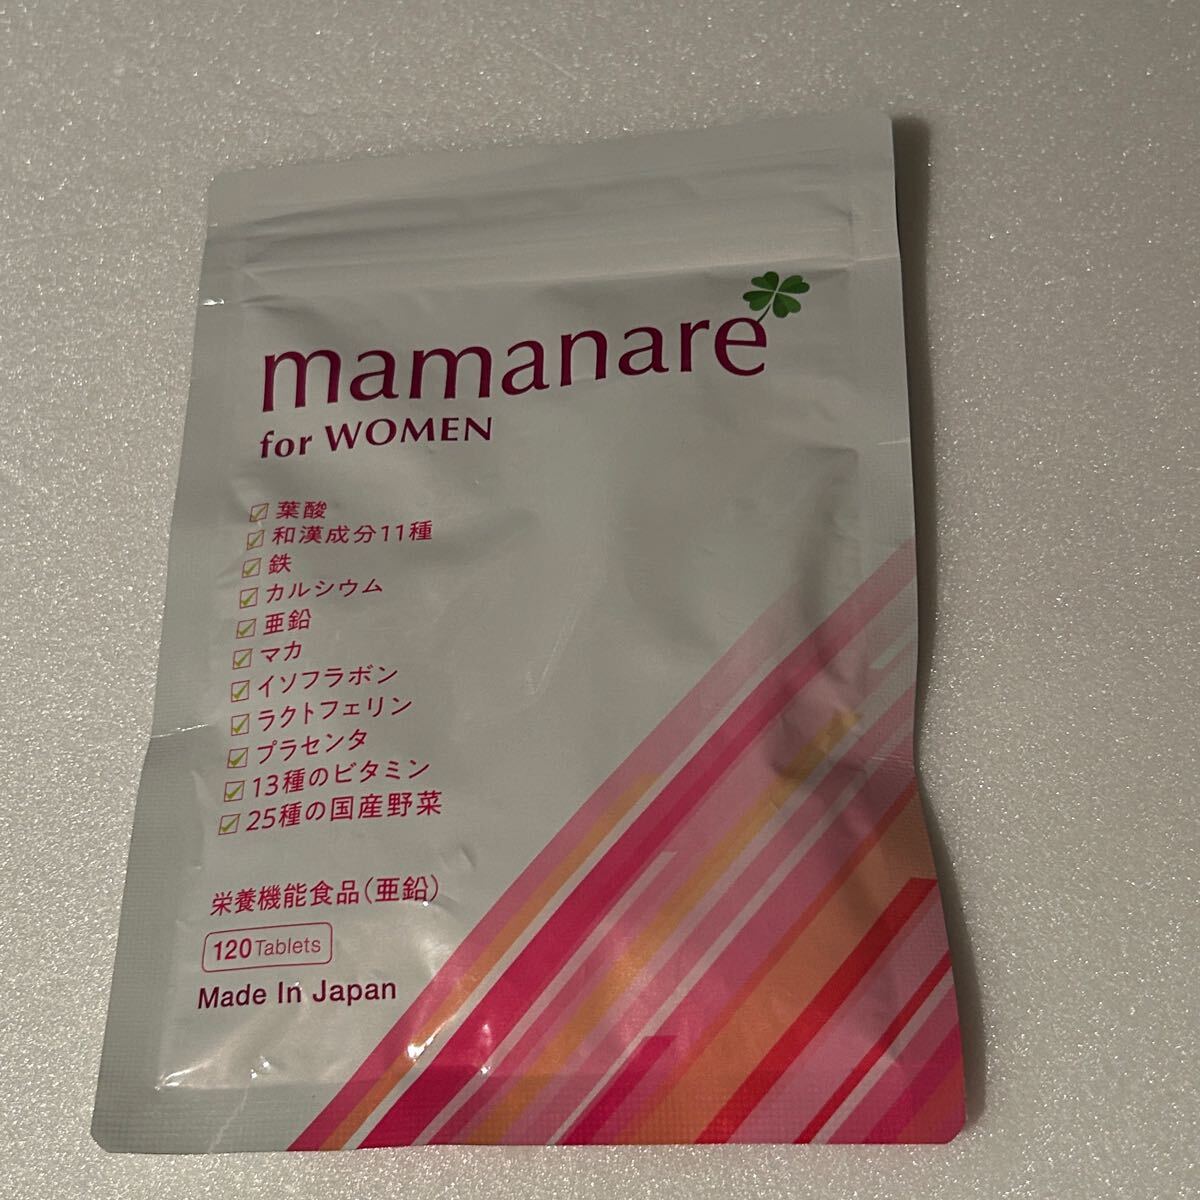 mamanare
for WOMEN
葉酸
和漢成分11種
鉄
カルシウム
亜鉛
マカ
イソフラボン
ラクトフェリン
プラセンタ
13種のビタミン
25種の国産野菜
栄養機能食品(亜鉛)
120 Tablets
Made In Japan